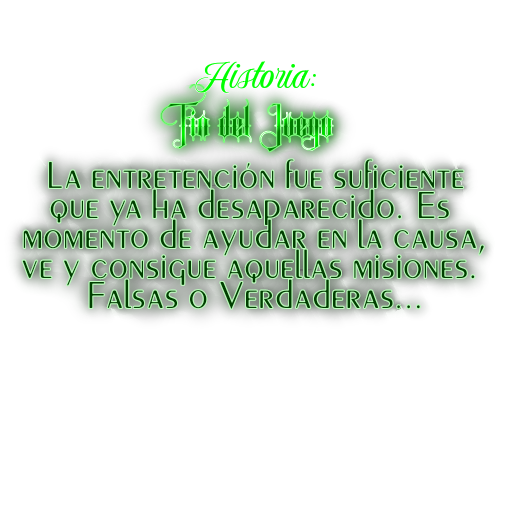 Historia:
Fin del Juego
La entretención fue suficiente
que ya ha desaparecido. Es
momento de ayudar en la causa,
ve y consigue aquellas misiones.
Falsas o Verdaderas...